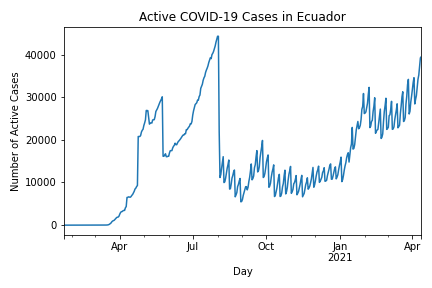 Active COVID-19 Cases in Ecuador
Number of Active Cases
40000
30000
20000
10000
0
Apr
Jul
Oct
Jan
2021
Apr
Day